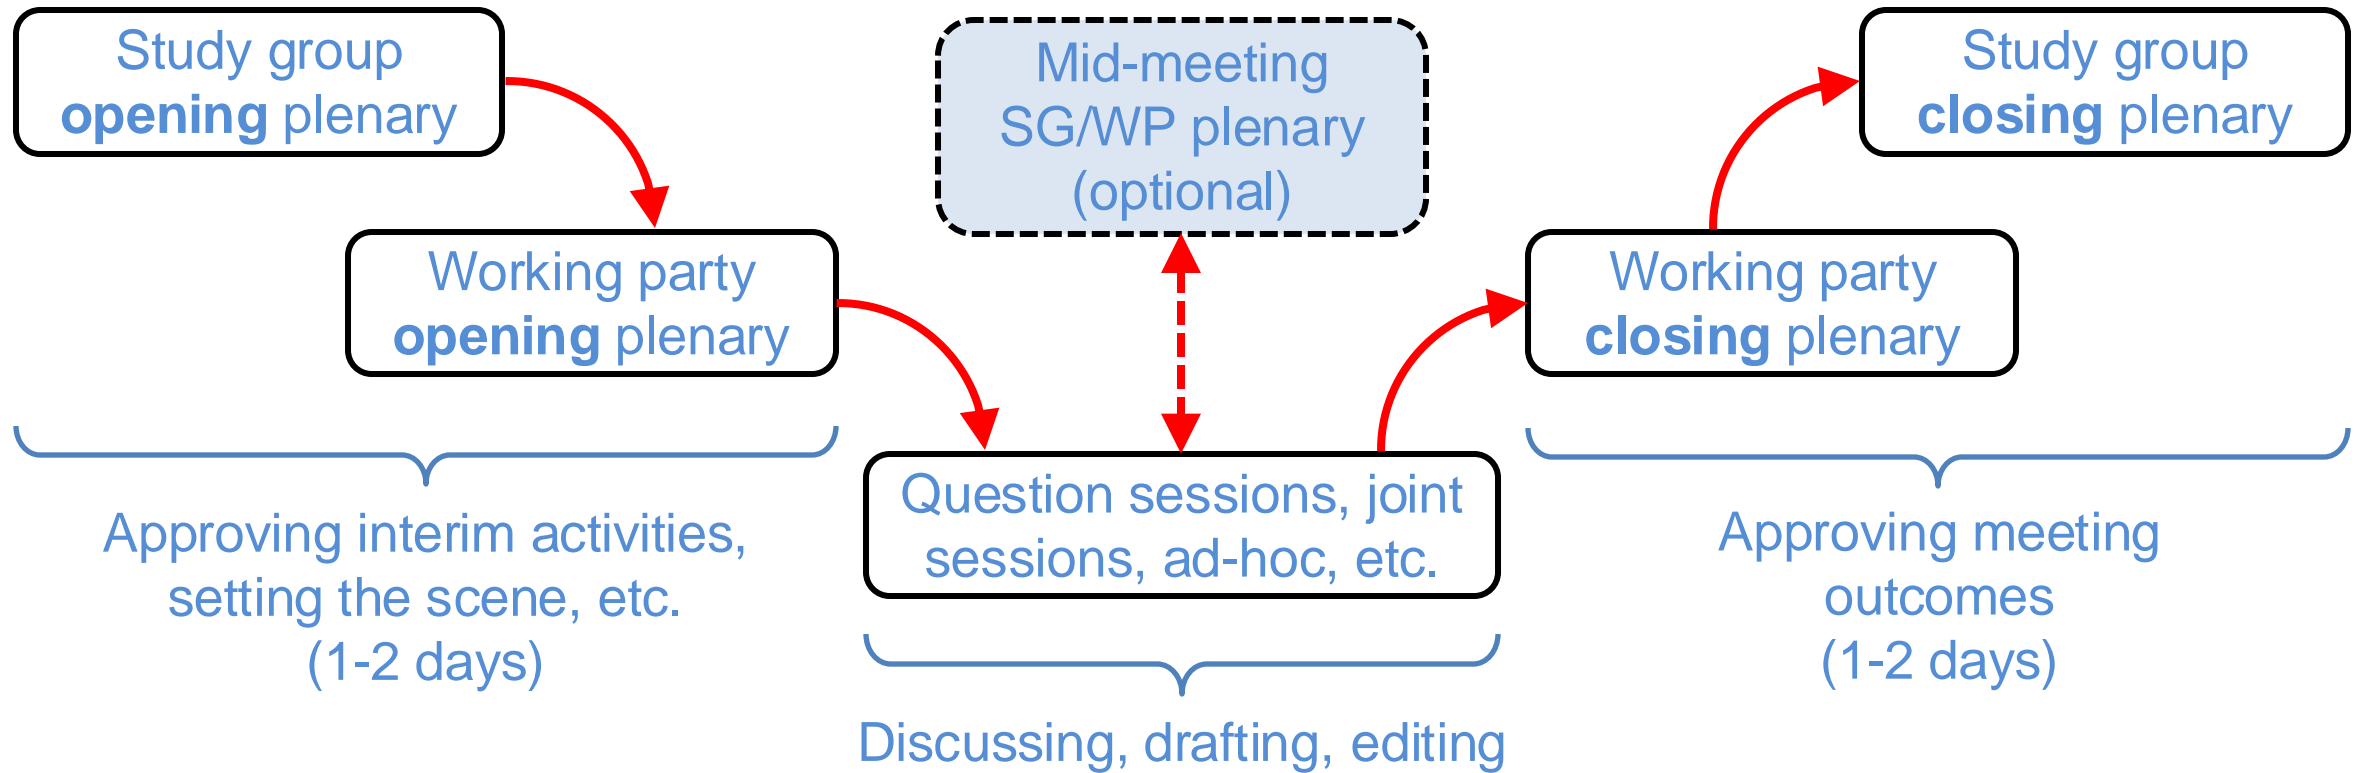 Study group
opening plenary
Working party
opening plenary
Mid-meeting
SG/WP plenary
(optional)
Question sessions, joint
sessions, ad-hoc, etc.
Working party
closing plenary
Study group
closing plenary
Approving interim activities,
setting the scene, etc.
(1-2 days)
Discussing, drafting, editing
Approving meeting
outcomes
(1-2 days)